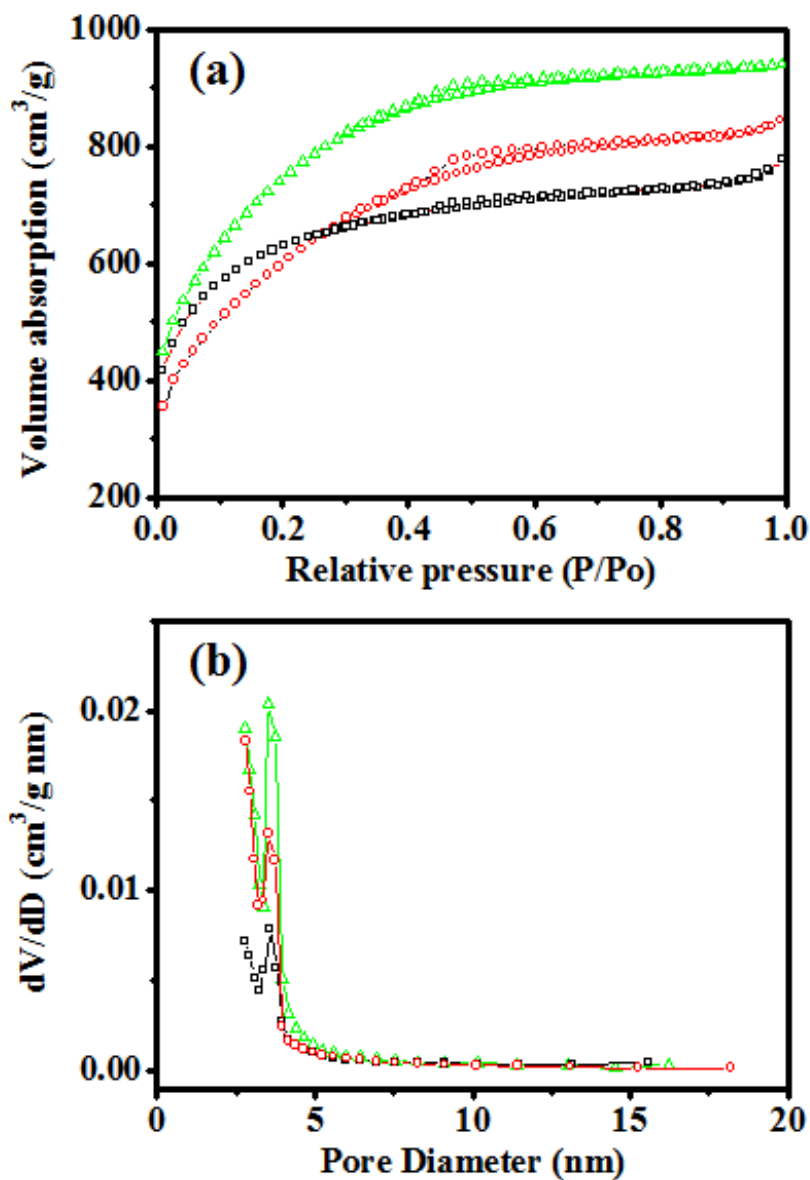 (a)
Volume absorption (cm³/g)
1000
800
600
400
200
0.0 0.2 0.4 0.6 0.8 1.0
Relative pressure (P/Po)
(b)
dV/dD (cm³/g nm)
0.02
0.01
0.00
0 5 10 15 20
Pore Diameter (nm)